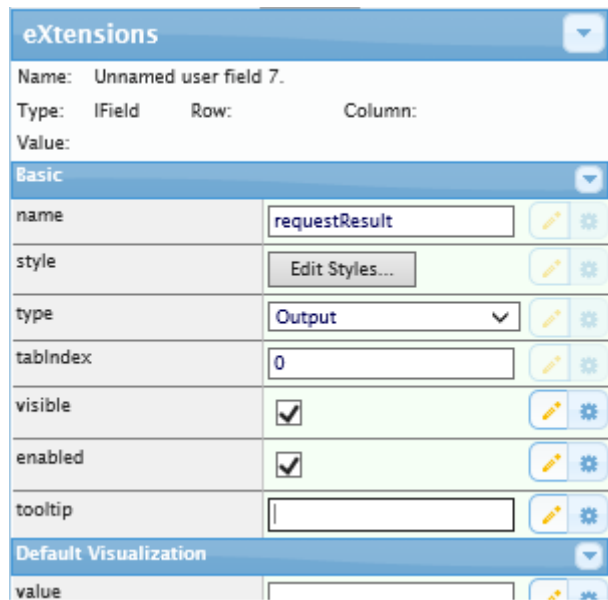 eXtensions
Name: Unnamed user field 7.
Type: IField Row: Column:
Value:
Basic
name requestResult
style Edit Styles...
type Output
tabIndex 0
visible
enabled
tooltip
Default Visualization
value